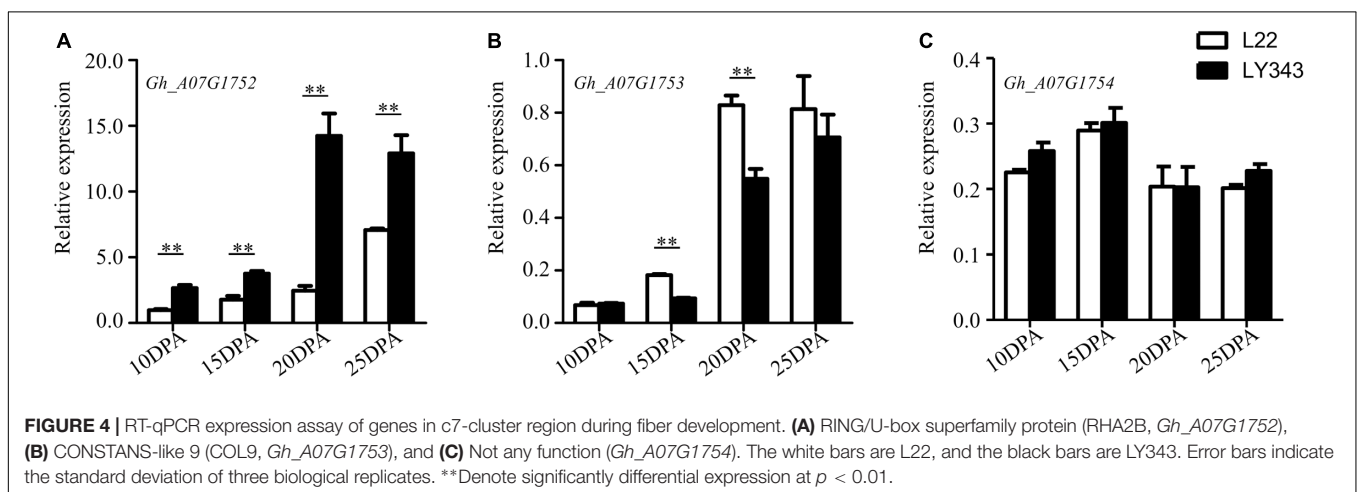 A
20.0
15.0
10.0
5.0
0.0
Relative expression
Gh_A07G1752
**
**
**
**
10DPA
15DPA
20DPA
25DPA
B
1.0
0.8
0.6
0.4
0.2
0.0
Relative expression
Gh_A07G1753
**
**
10DPA
15DPA
20DPA
25DPA
C
0.4
0.3
0.2
0.1
0.0
Relative expression
Gh_A07G1754
L22
LY343
10DPA
15DPA
20DPA
25DPA
FIGURE 4 | RT-qPCR expression assay of genes in c7-cluster region during fiber development. (A) RING/U-box superfamily protein (RHA2B, Gh_A07G1752),
(B) CONSTANS-like 9 (COL9, Gh_A07G1753), and (C) Not any function (Gh_A07G1754). The white bars are L22, and the black bars are LY343. Error bars indicate
the standard deviation of three biological replicates. **Denote significantly differential expression at p < 0.01.